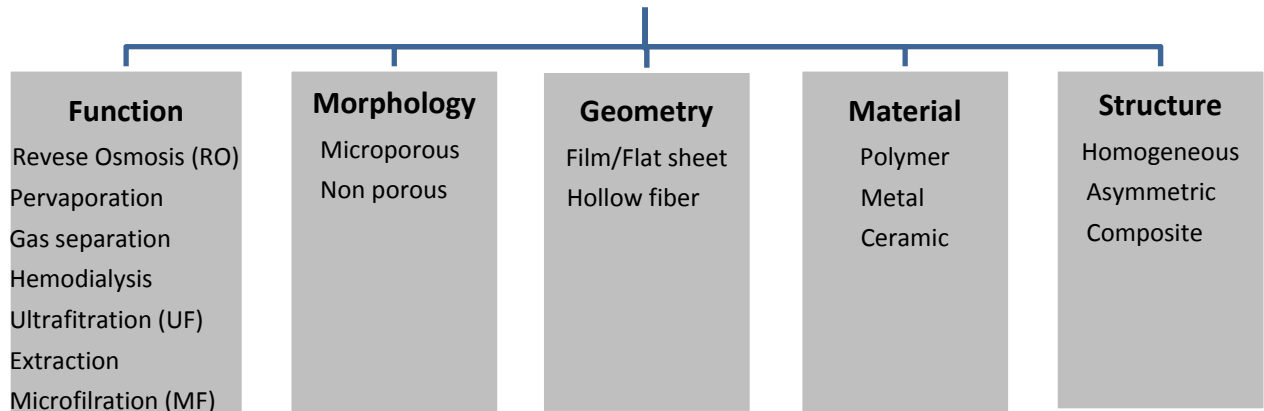 Function
Revese Osmosis (RO)
Pervaporation
Gas separation
Hemodialysis
Ultrafitration (UF)
Extraction
Microfilration (MF)
Morphology
Microporous
Non porous
Geometry
Film/Flat sheet
Hollow fiber
Material
Polymer
Metal
Ceramic
Structure
Homogeneous
Asymmetric
Composite